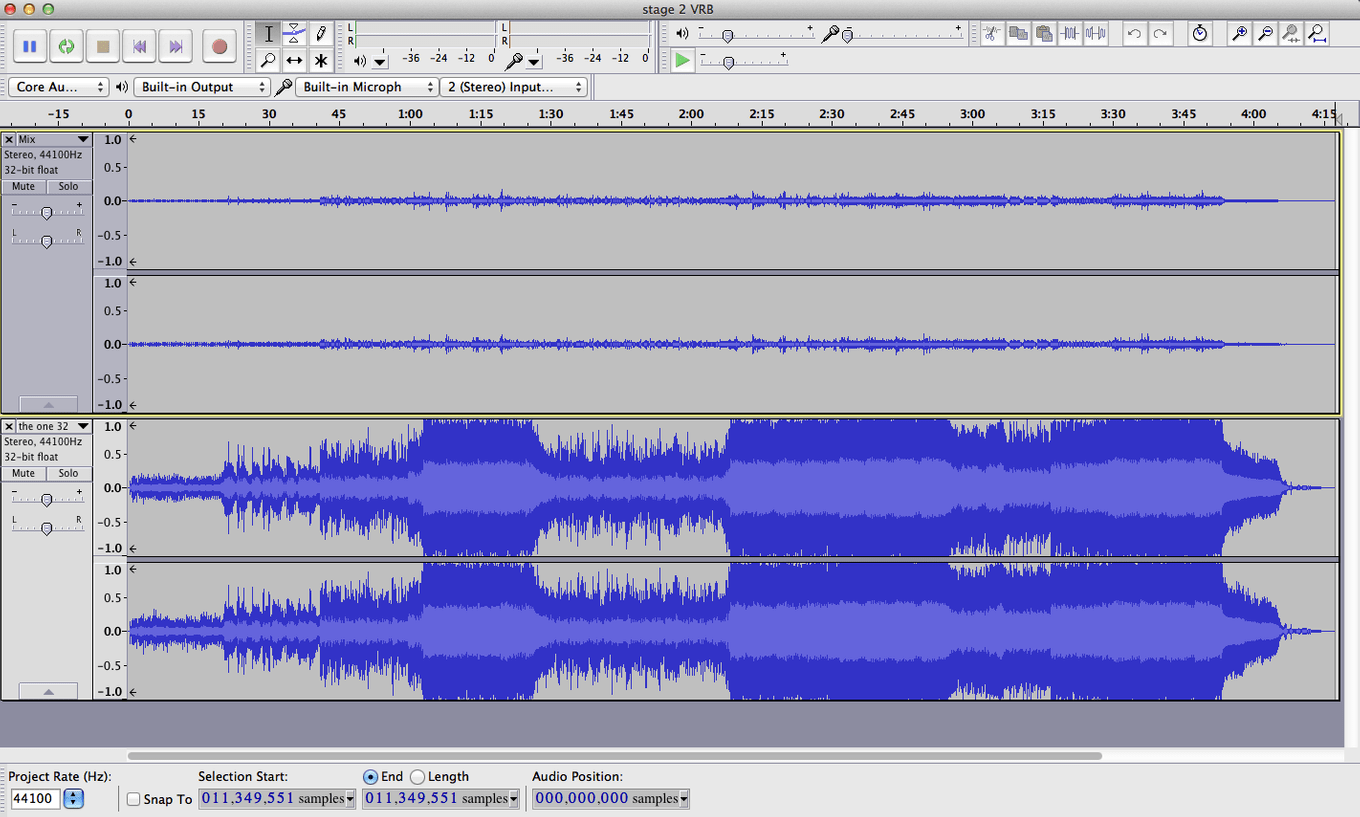 stage 2 VRB
L
R
-36 -24 -12 0
L
R
-36 -24 -12 0
- +
- +
- +
Core Au... Built-in Output Built-in Microph 2 (Stereo) Input...
-15 0 15 30 45 1:00 1:15 1:30 1:45 2:00 2:15 2:30 2:45 3:00 3:15 3:30 3:45 4:00 4:15
Mix
Stereo, 44100Hz
32-bit float
Mute Solo
- +
L R
1.0
0.5
0.0
-0.5
-1.0
1.0
0.5
0.0
-0.5
-1.0
the one 32
Stereo, 44100Hz
32-bit float
Mute Solo
- +
L R
1.0
0.5
0.0
-0.5
-1.0
1.0
0.5
0.0
-0.5
-1.0
Project Rate (Hz): Selection Start: End Length Audio Position:
44100 Snap To 011,349,551 samples 011,349,551 samples 000,000,000 samples